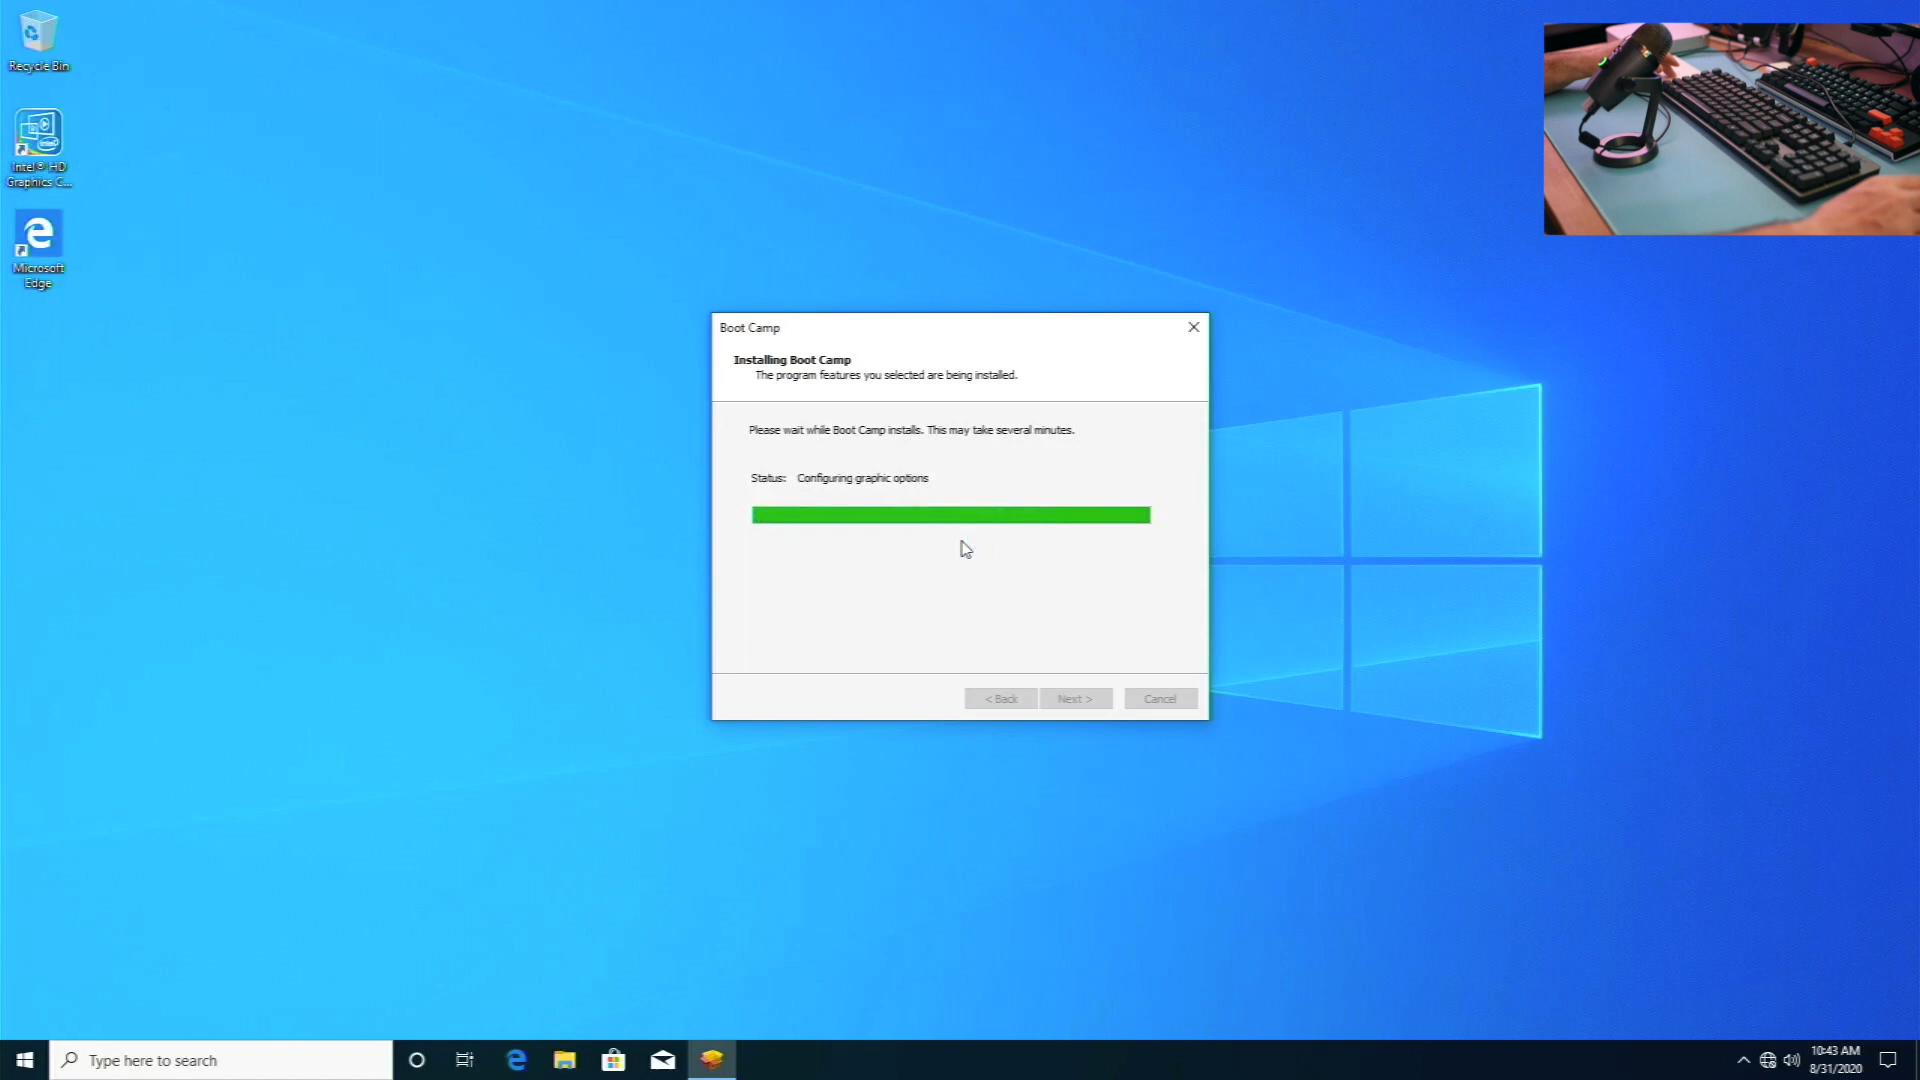 Recycle Bin
Intel® HD
Graphics C...
Microsoft
Edge
Boot Camp
Installing Boot Camp
The program features you selected are being installed.
Please wait while Boot Camp installs. This may take several minutes.
Status: Configuring graphic options
< Back
Next >
Cancel
Type here to search
10:43 AM
8/31/2020